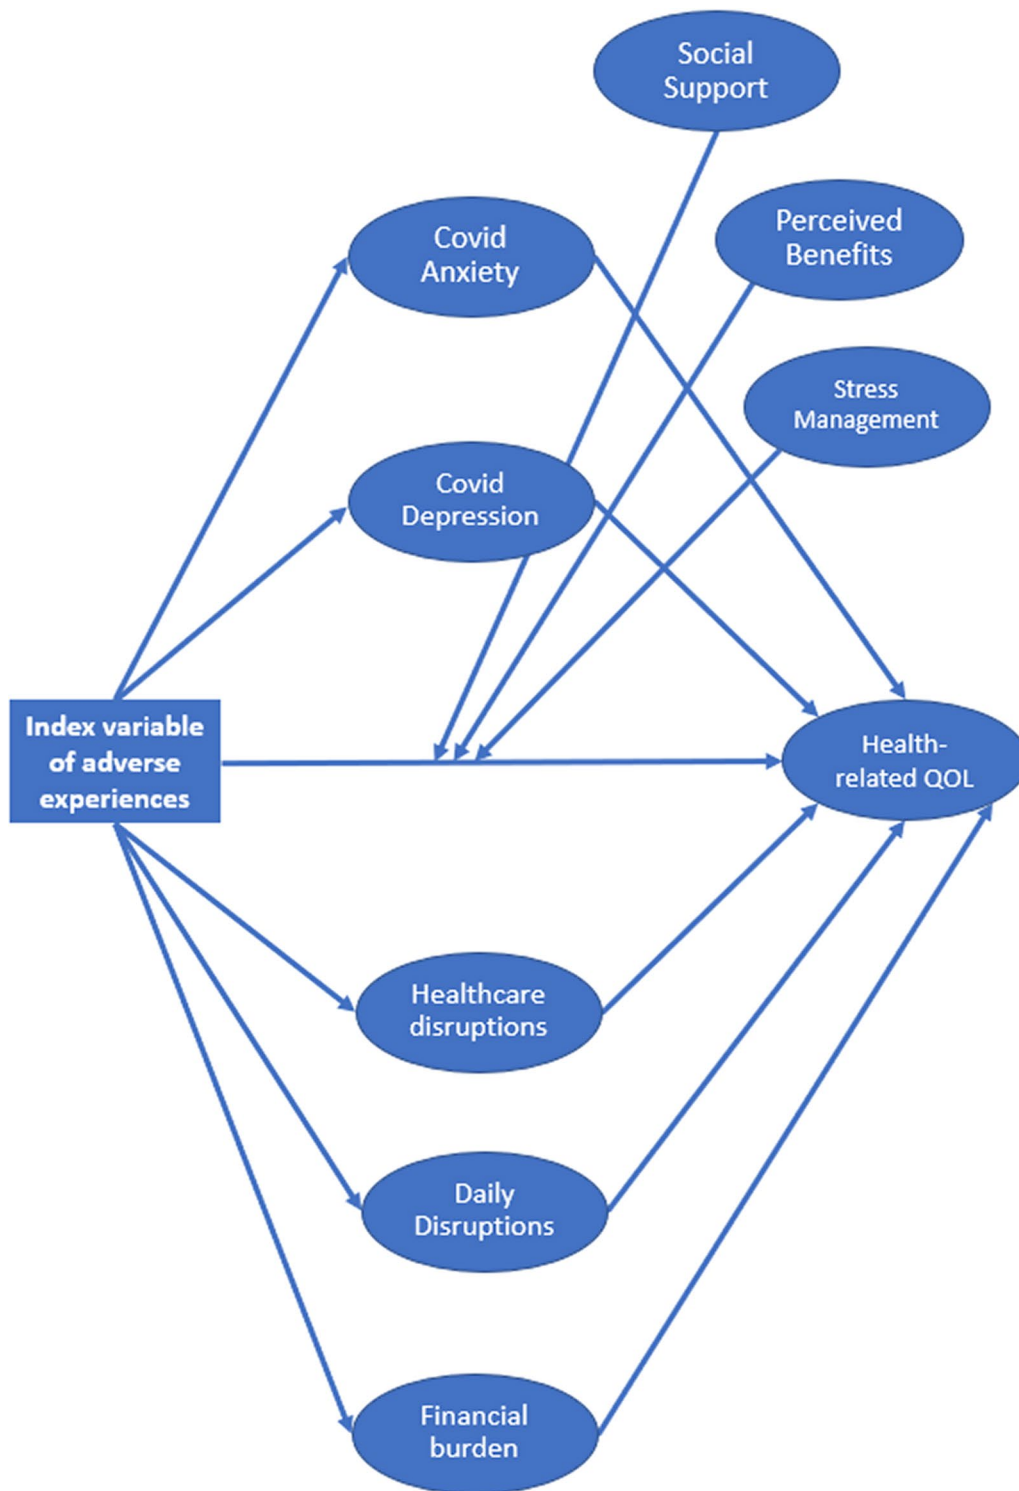 Social
Support
Perceived
Benefits
Covid
Anxiety
Stress
Management
Covid
Depression
Index variable
of adverse
experiences
Health-
related QOL
Healthcare
disruptions
Daily
Disruptions
Financial
burden